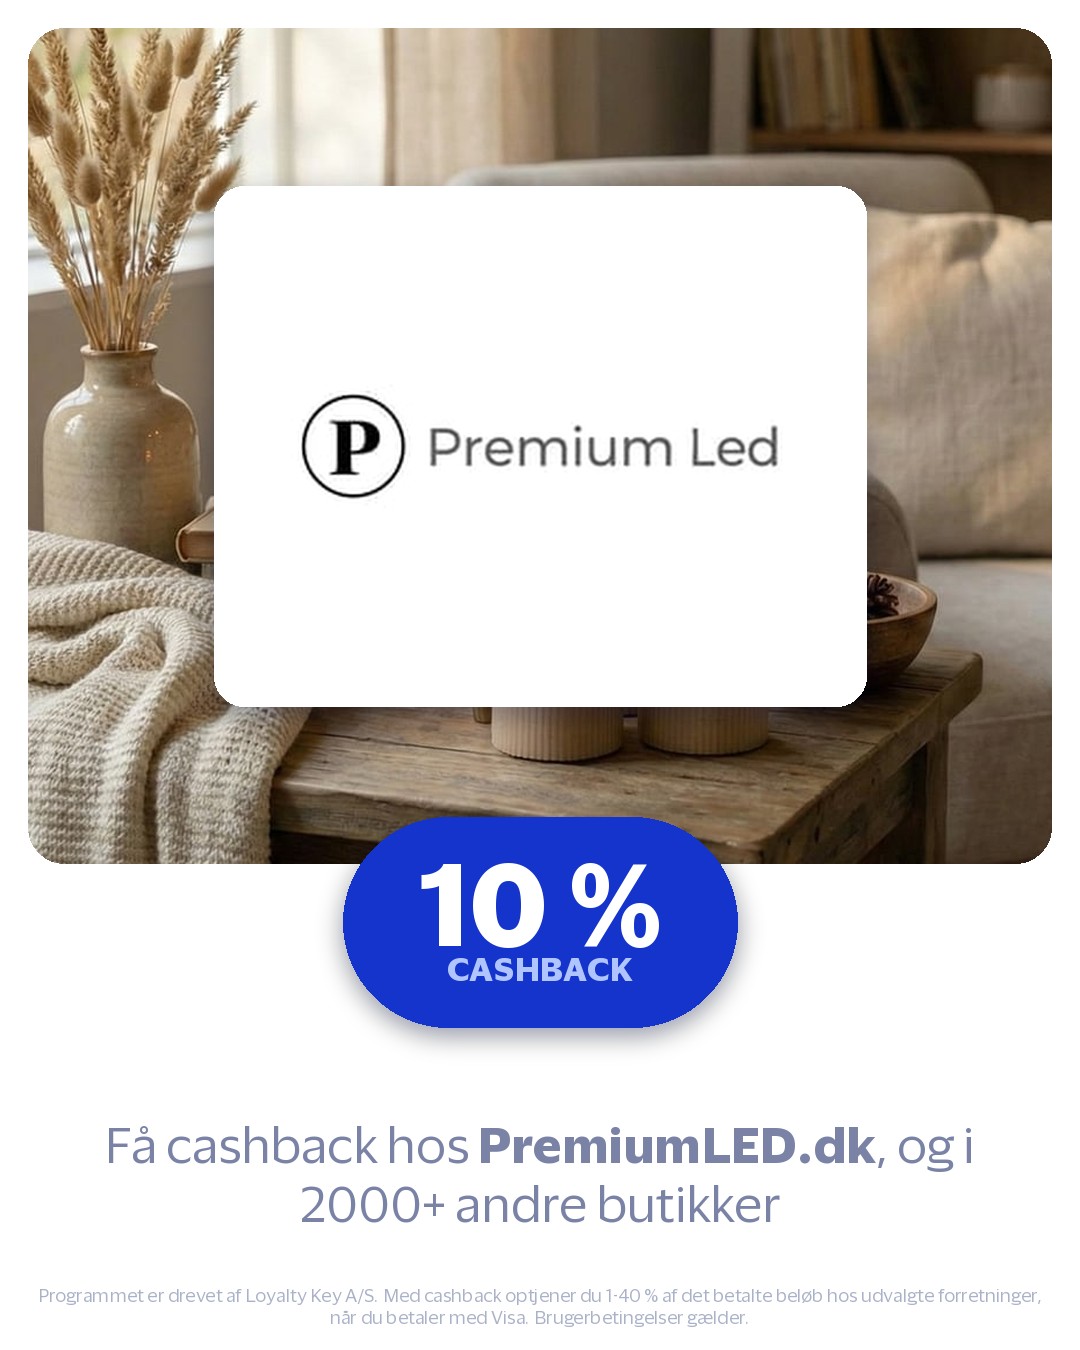 P Premium Led
10 %
CASHBACK
Få cashback hos PremiumLED.dk, og i
2000+ andre butikker
Programmet er drevet af Loyalty Key A/S. Med cashback optjener du 1-40 % af det betalte beløb hos udvalgte forretninger,
når du betaler med Visa. Brugerbetingelser gælder.